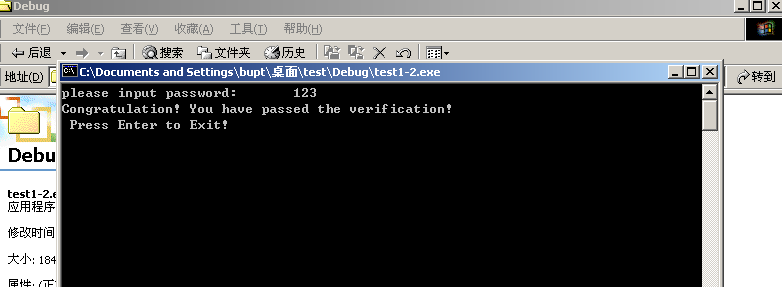 Debug
文件(F) 编辑(E) 查看(V) 收藏(A) 工具(T) 帮助(H)
后退 搜索 文件夹 历史
地址(D) 转到
C:\Documents and Settings\bupt\桌面\test\Debug\test1-2.exe
please input password: 123
Congratulation! You have passed the verification!
Press Enter to Exit!
Debu
test1-2.e
应用程序
修改时间
大小: 184
属性: (正